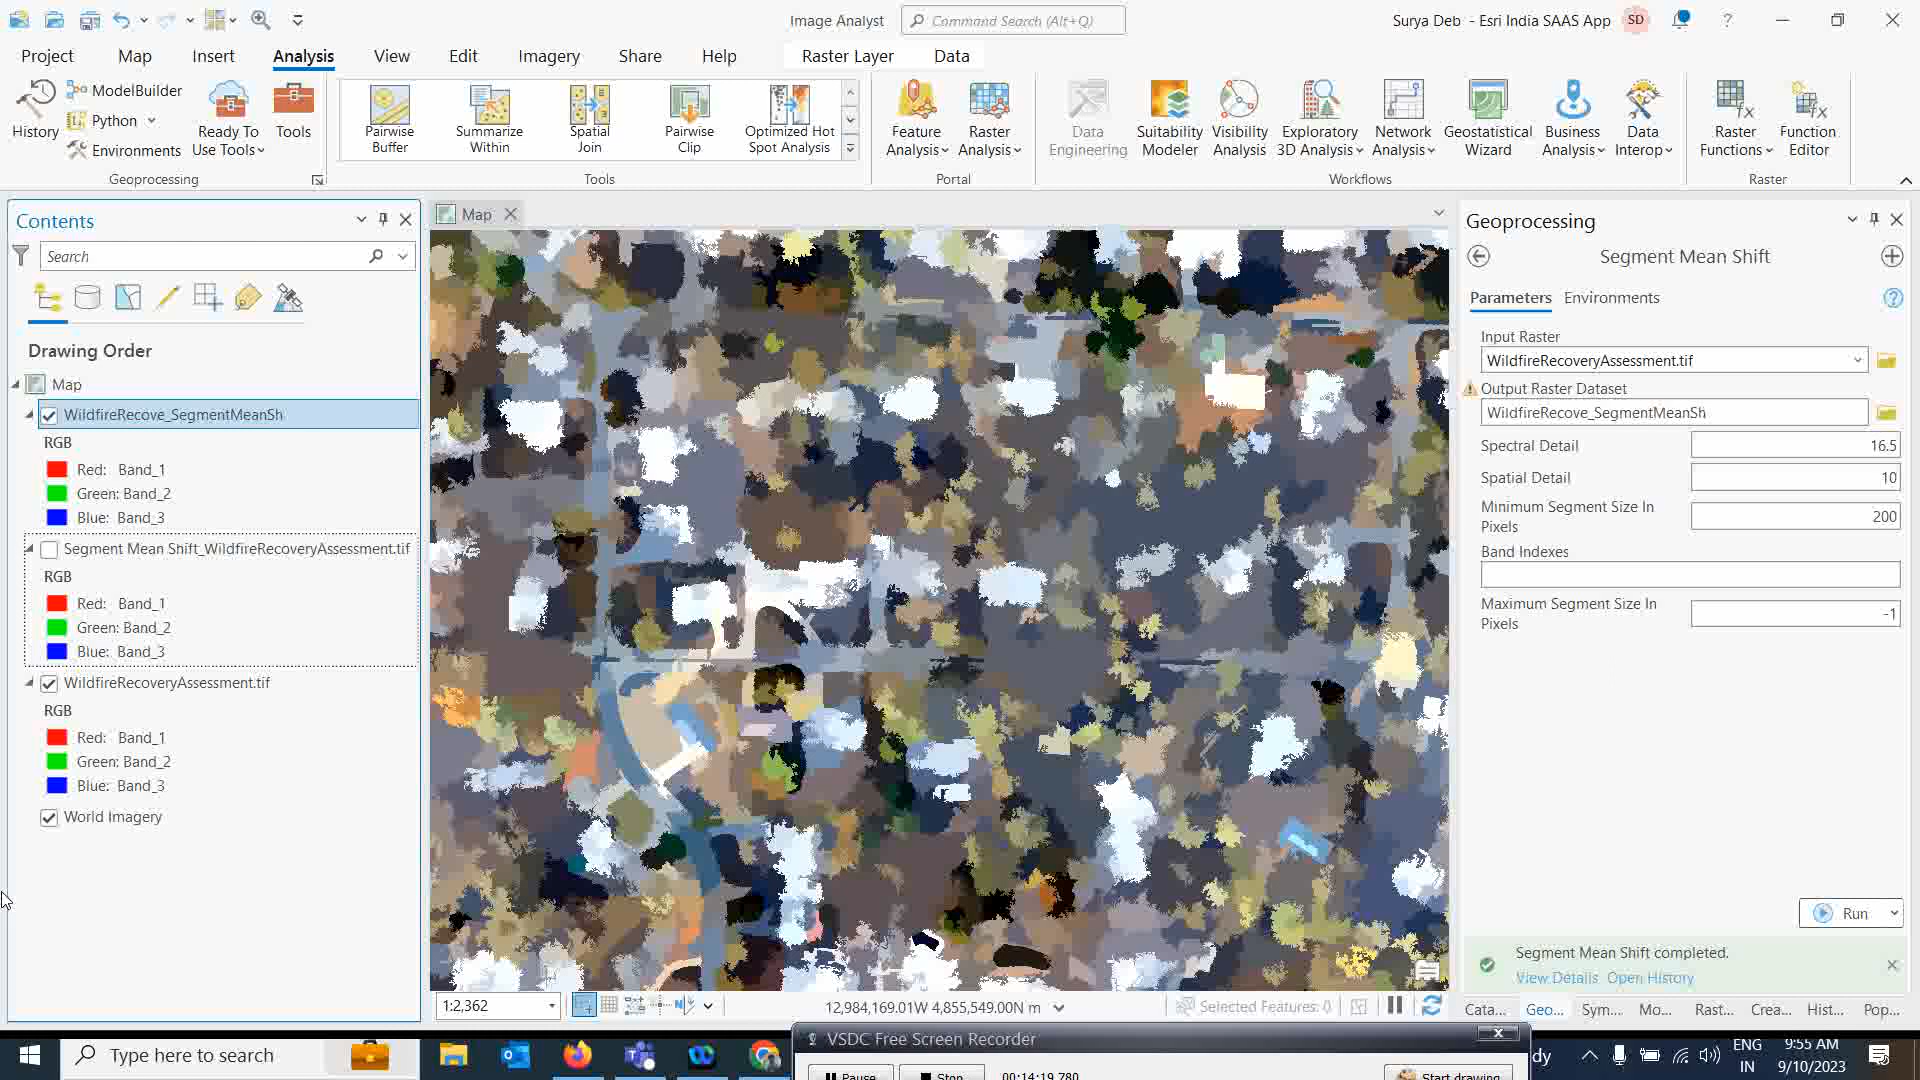 Image Analyst
Command Search (Alt+Q)
Surya Deb - Esri India SAAS App
SD
?
Project
Map
Insert
Analysis
View
Edit
Imagery
Share
Help
Raster Layer
Data
History
ModelBuilder
Python
Environments
Ready To
Use Tools
Tools
Geoprocessing
Pairwise
Buffer
Summarize
Within
Spatial
Join
Pairwise
Clip
Optimized Hot
Spot Analysis
Tools
Feature
Analysis
Raster
Analysis
Portal
Data
Engineering
Suitability
Modeler
Visibility
Analysis
Exploratory
3D Analysis
Network
Analysis
Geostatistical
Wizard
Business
Analysis
Data
Interop
Workflows
Raster
Functions
Function
Editor
Raster
Contents
Search
Drawing Order
Map
WildfireRecove_SegmentMeanSh
RGB
Red: Band_1
Green: Band_2
Blue: Band_3
Segment Mean Shift_WildfireRecoveryAssessment.tif
RGB
Red: Band_1
Green: Band_2
Blue: Band_3
WildfireRecoveryAssessment.tif
RGB
Red: Band_1
Green: Band_2
Blue: Band_3
World Imagery
Map
1:2,362
12,984,169.01W 4,855,549.00N m
Selected Features: 0
Geoprocessing
Segment Mean Shift
Parameters Environments
Input Raster
WildfireRecoveryAssessment.tif
Output Raster Dataset
WildfireRecove_SegmentMeanSh
Spectral Detail 16.5
Spatial Detail 10
Minimum Segment Size In
Pixels
200
Band Indexes
Maximum Segment Size In
Pixels
-1
Run
Segment Mean Shift completed.
View Details Open History
Cata... Geo... Sym... Mo... Rast... Crea... Hist... Pop...
Type here to search
VSDC Free Screen Recorder
Pause
Stop
00:14:19.780
Start drawing
dy
ENG
IN
9:55 AM
9/10/2023